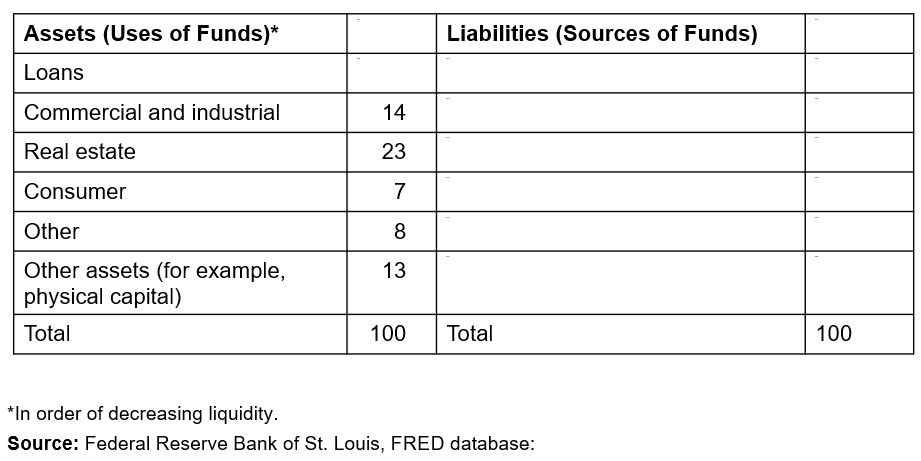 Assets (Uses of Funds)* Liabilities (Sources of Funds)
Loans
Commercial and industrial 14
Real estate 23
Consumer 7
Other 8
Other assets (for example, 13
physical capital)
Total 100 Total 100
*In order of decreasing liquidity.
Source: Federal Reserve Bank of St. Louis, FRED database: